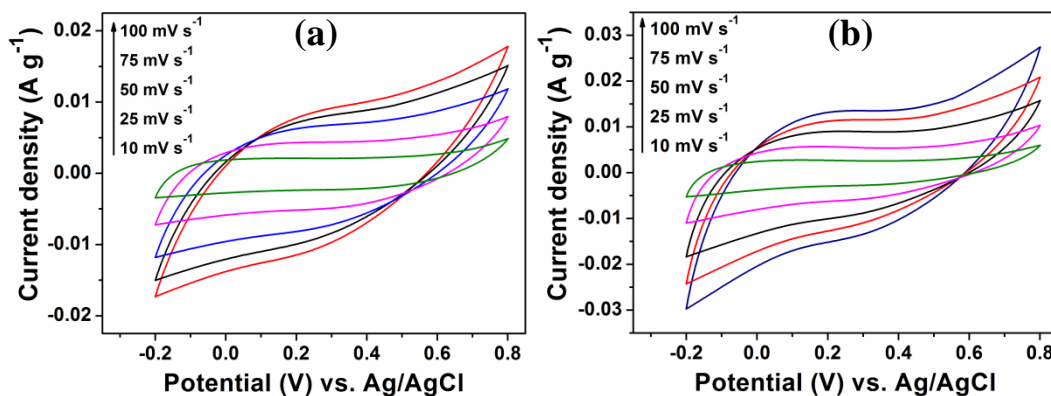 (a)
100 mV s⁻¹
75 mV s⁻¹
50 mV s⁻¹
25 mV s⁻¹
10 mV s⁻¹
Current density (A g⁻¹)
0.02
0.01
0.00
-0.01
-0.02
-0.2 0.0 0.2 0.4 0.6 0.8
Potential (V) vs. Ag/AgCl
(b)
100 mV s⁻¹
75 mV s⁻¹
50 mV s⁻¹
25 mV s⁻¹
10 mV s⁻¹
Current density (A g⁻¹)
0.03
0.02
0.01
0.00
-0.01
-0.02
-0.03
-0.2 0.0 0.2 0.4 0.6 0.8
Potential (V) vs. Ag/AgCl